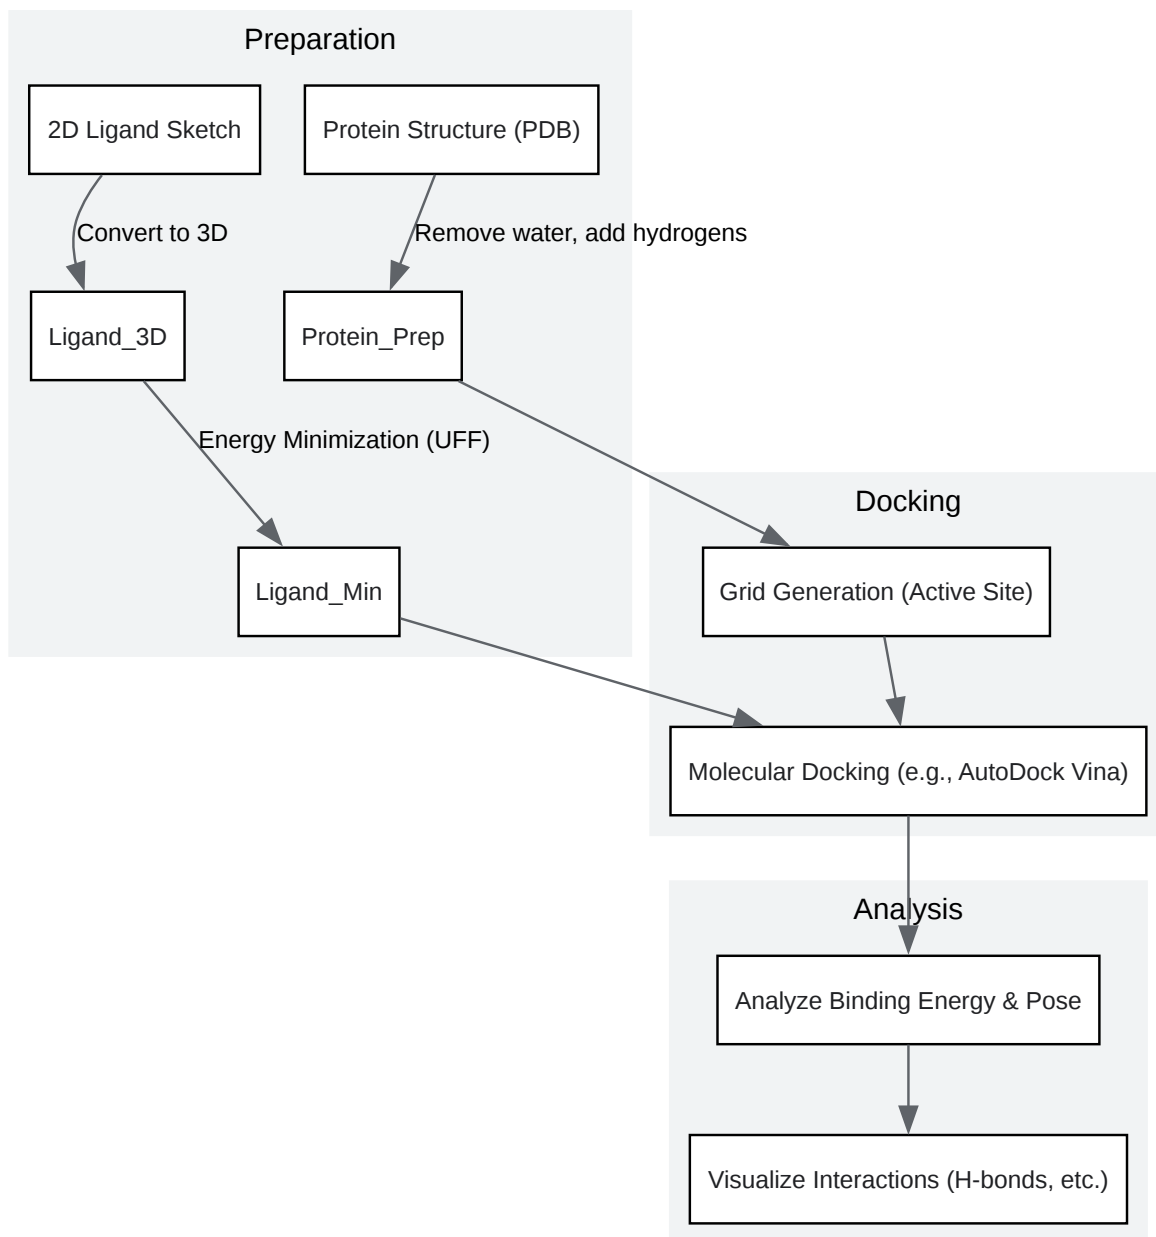 Preparation
2D Ligand Sketch
Protein Structure (PDB)
Convert to 3D
Remove water, add hydrogens
Ligand_3D
Protein_Prep
Energy Minimization (UFF)
Docking
Ligand_Min
Grid Generation (Active Site)
Molecular Docking (e.g., AutoDock Vina)
Analysis
Analyze Binding Energy & Pose
Visualize Interactions (H-bonds, etc.)